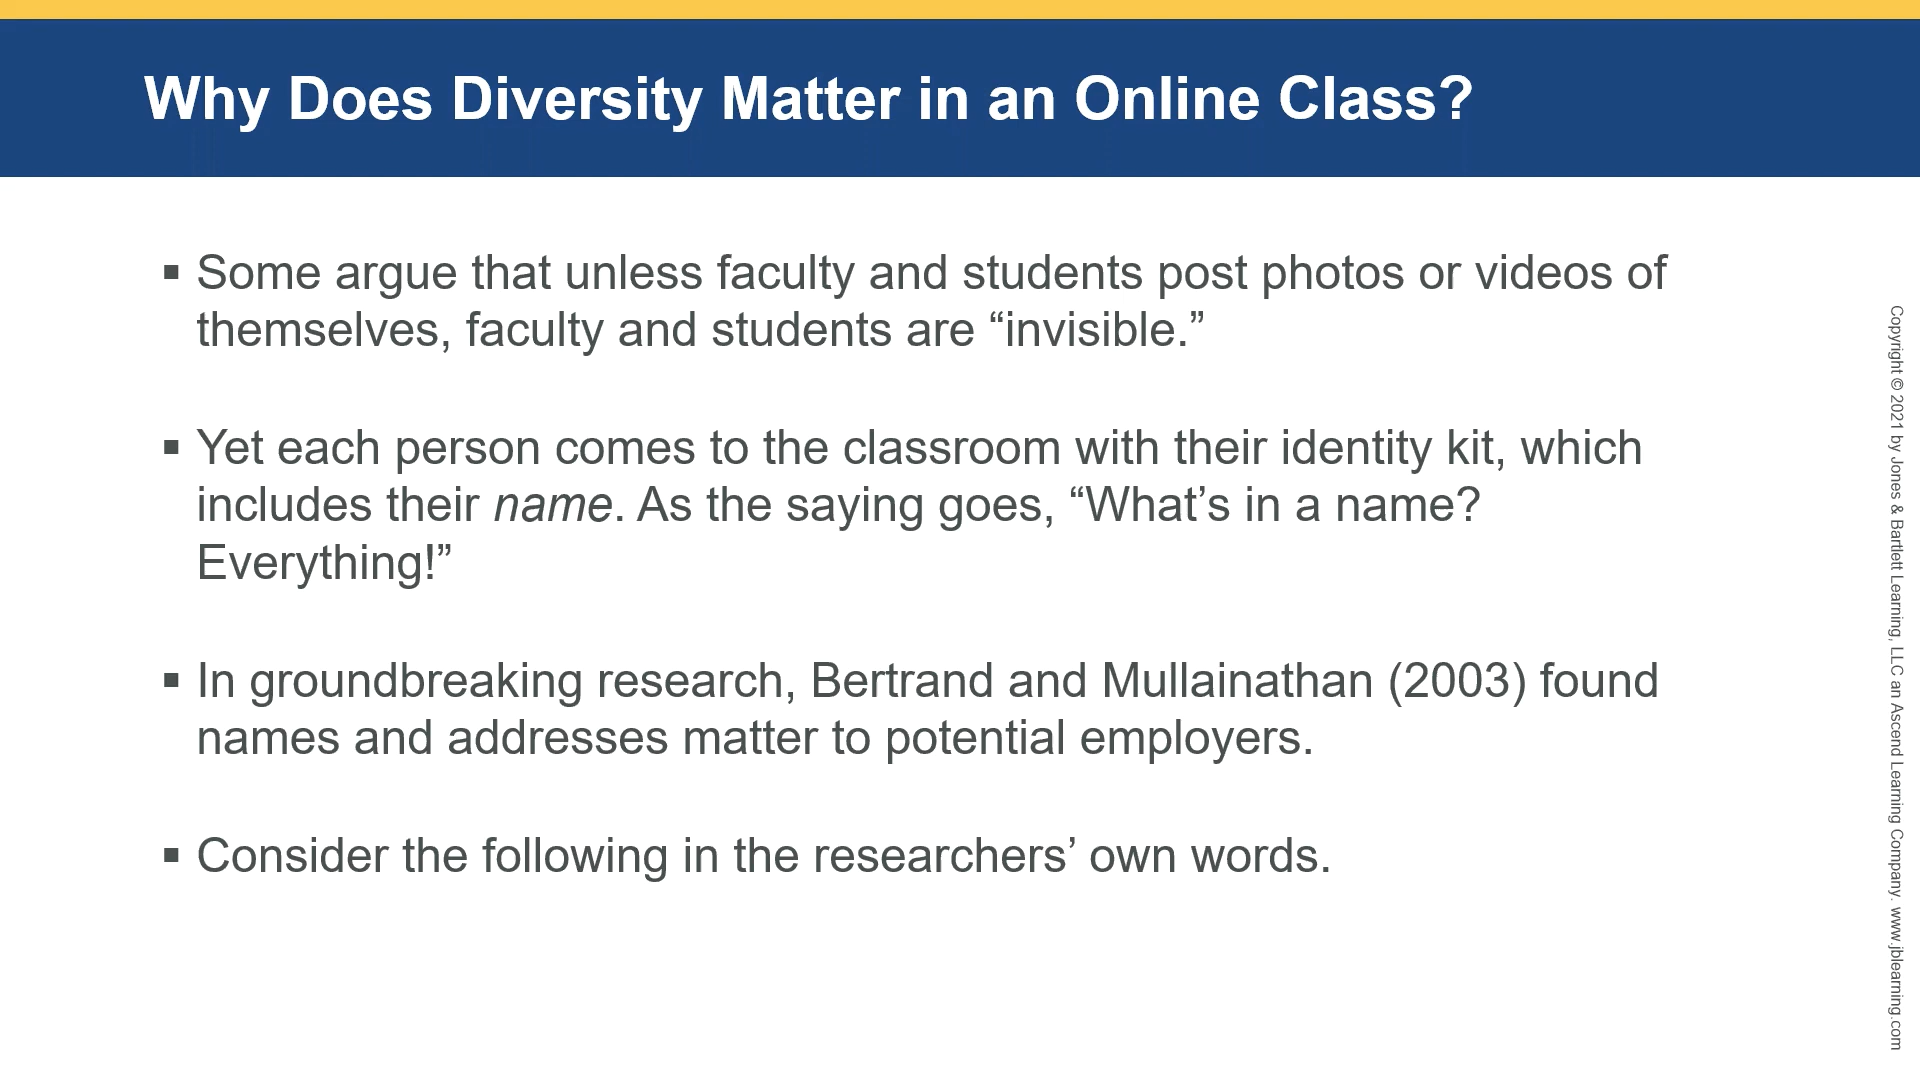 Why Does Diversity Matter in an Online Class?
▪ Some argue that unless faculty and students post photos or videos of
themselves, faculty and students are “invisible.”
▪ Yet each person comes to the classroom with their identity kit, which
includes their name. As the saying goes, “What’s in a name?
Everything!”
▪ In groundbreaking research, Bertrand and Mullainathan (2003) found
names and addresses matter to potential employers.
▪ Consider the following in the researchers’ own words.
Copyright © 2021 by Jones & Bartlett Learning, LLC an Ascend Learning Company. www.jblearning.com